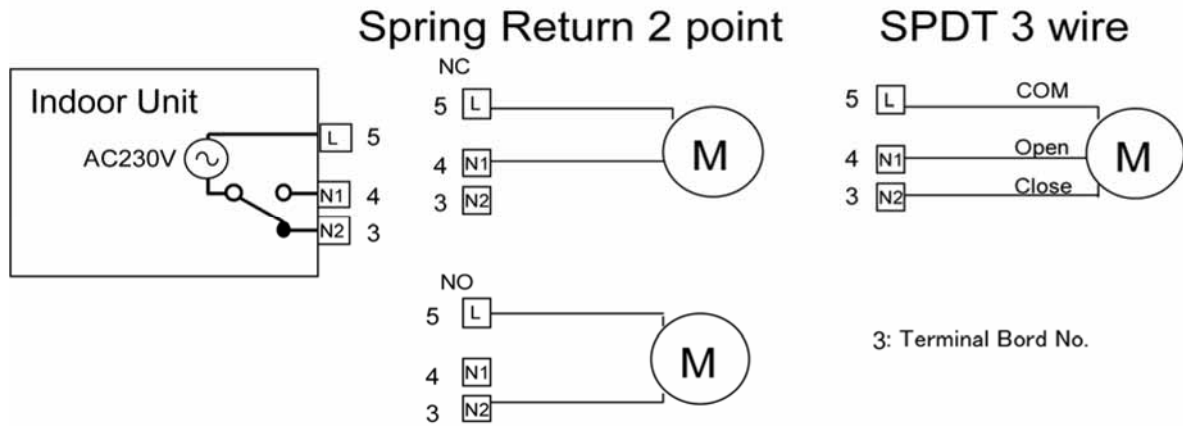 Spring Return 2 point
SPDT 3 wire
Indoor Unit
AC230V
L 5
N1 4
N2 3
NC
5 L
4 N1
3 N2
M
NO
5 L
4 N1
3 N2
M
5 L COM
4 N1 Open
3 N2 Close
M
3: Terminal Bord No.